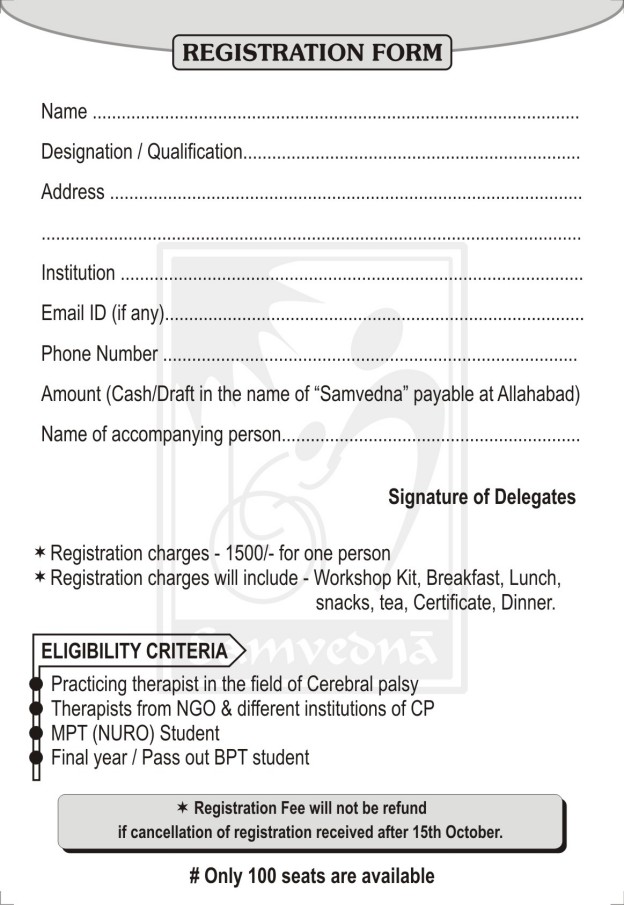 REGISTRATION FORM
Name ....................................................................................................
Designation / Qualification......................................................................
Address .................................................................................................
................................................................................................................
Institution ...............................................................................................
Email ID (if any).......................................................................................
Phone Number ......................................................................................
Amount (Cash/Draft in the name of “Samvedna” payable at Allahabad)
Name of accompanying person..............................................................
Signature of Delegates
✶ Registration charges - 1500/- for one person
✶ Registration charges will include - Workshop Kit, Breakfast, Lunch,
snacks, tea, Certificate, Dinner.
Samvednā
ELIGIBILITY CRITERIA
● Practicing therapist in the field of Cerebral palsy
● Therapists from NGO & different institutions of CP
● MPT (NURO) Student
● Final year / Pass out BPT student
✶ Registration Fee will not be refund
if cancellation of registration received after 15th October.
# Only 100 seats are available